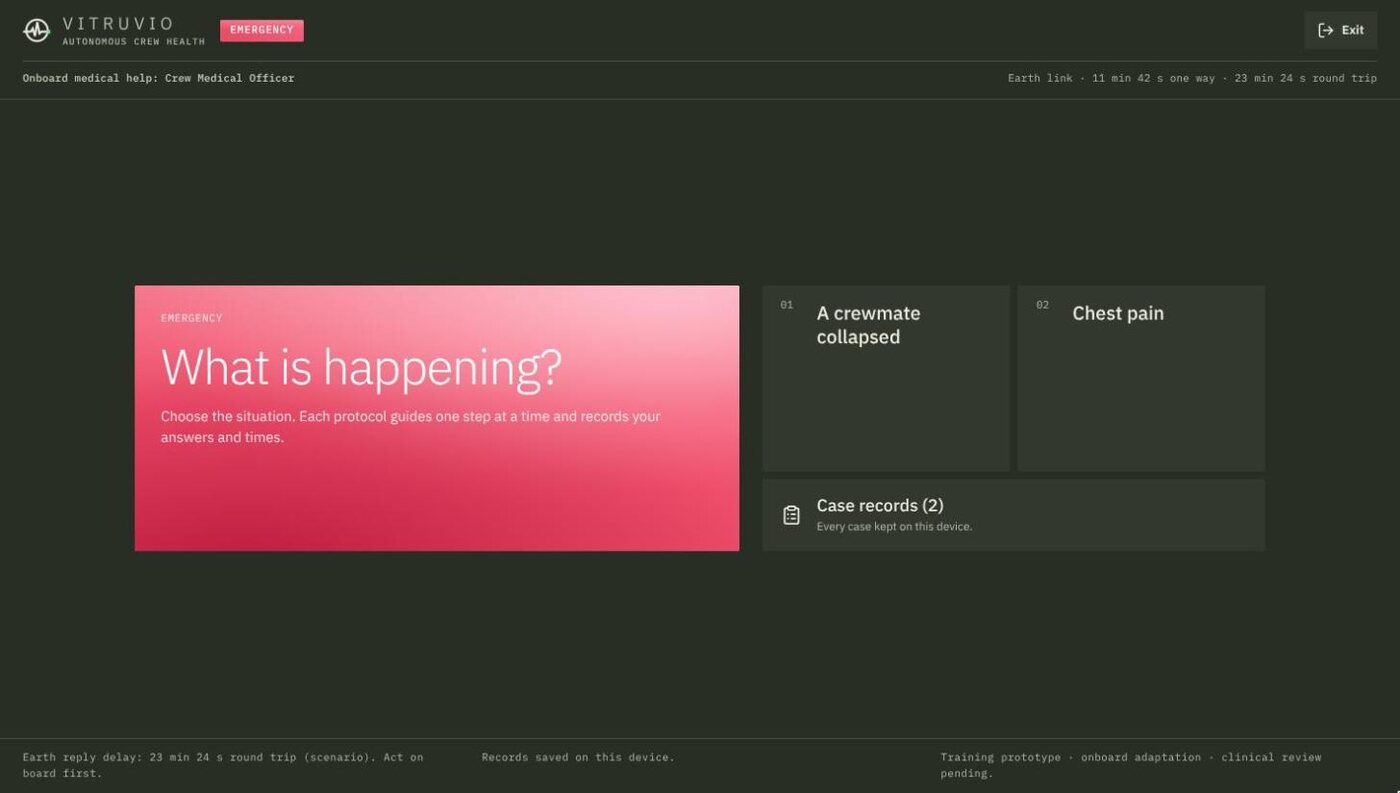 VITRUVIO
AUTONOMOUS CREW HEALTH
EMERGENCY
Exit
Onboard medical help: Crew Medical Officer
Earth link · 11 min 42 s one way · 23 min 24 s round trip
EMERGENCY
What is happening?
Choose the situation. Each protocol guides one step at a time and records your
answers and times.
01
A crewmate
collapsed
02
Chest pain
Case records (2)
Every case kept on this device.
Earth reply delay: 23 min 24 s round trip (scenario). Act on
board first.
Records saved on this device.
Training prototype · onboard adaptation · clinical review
pending.